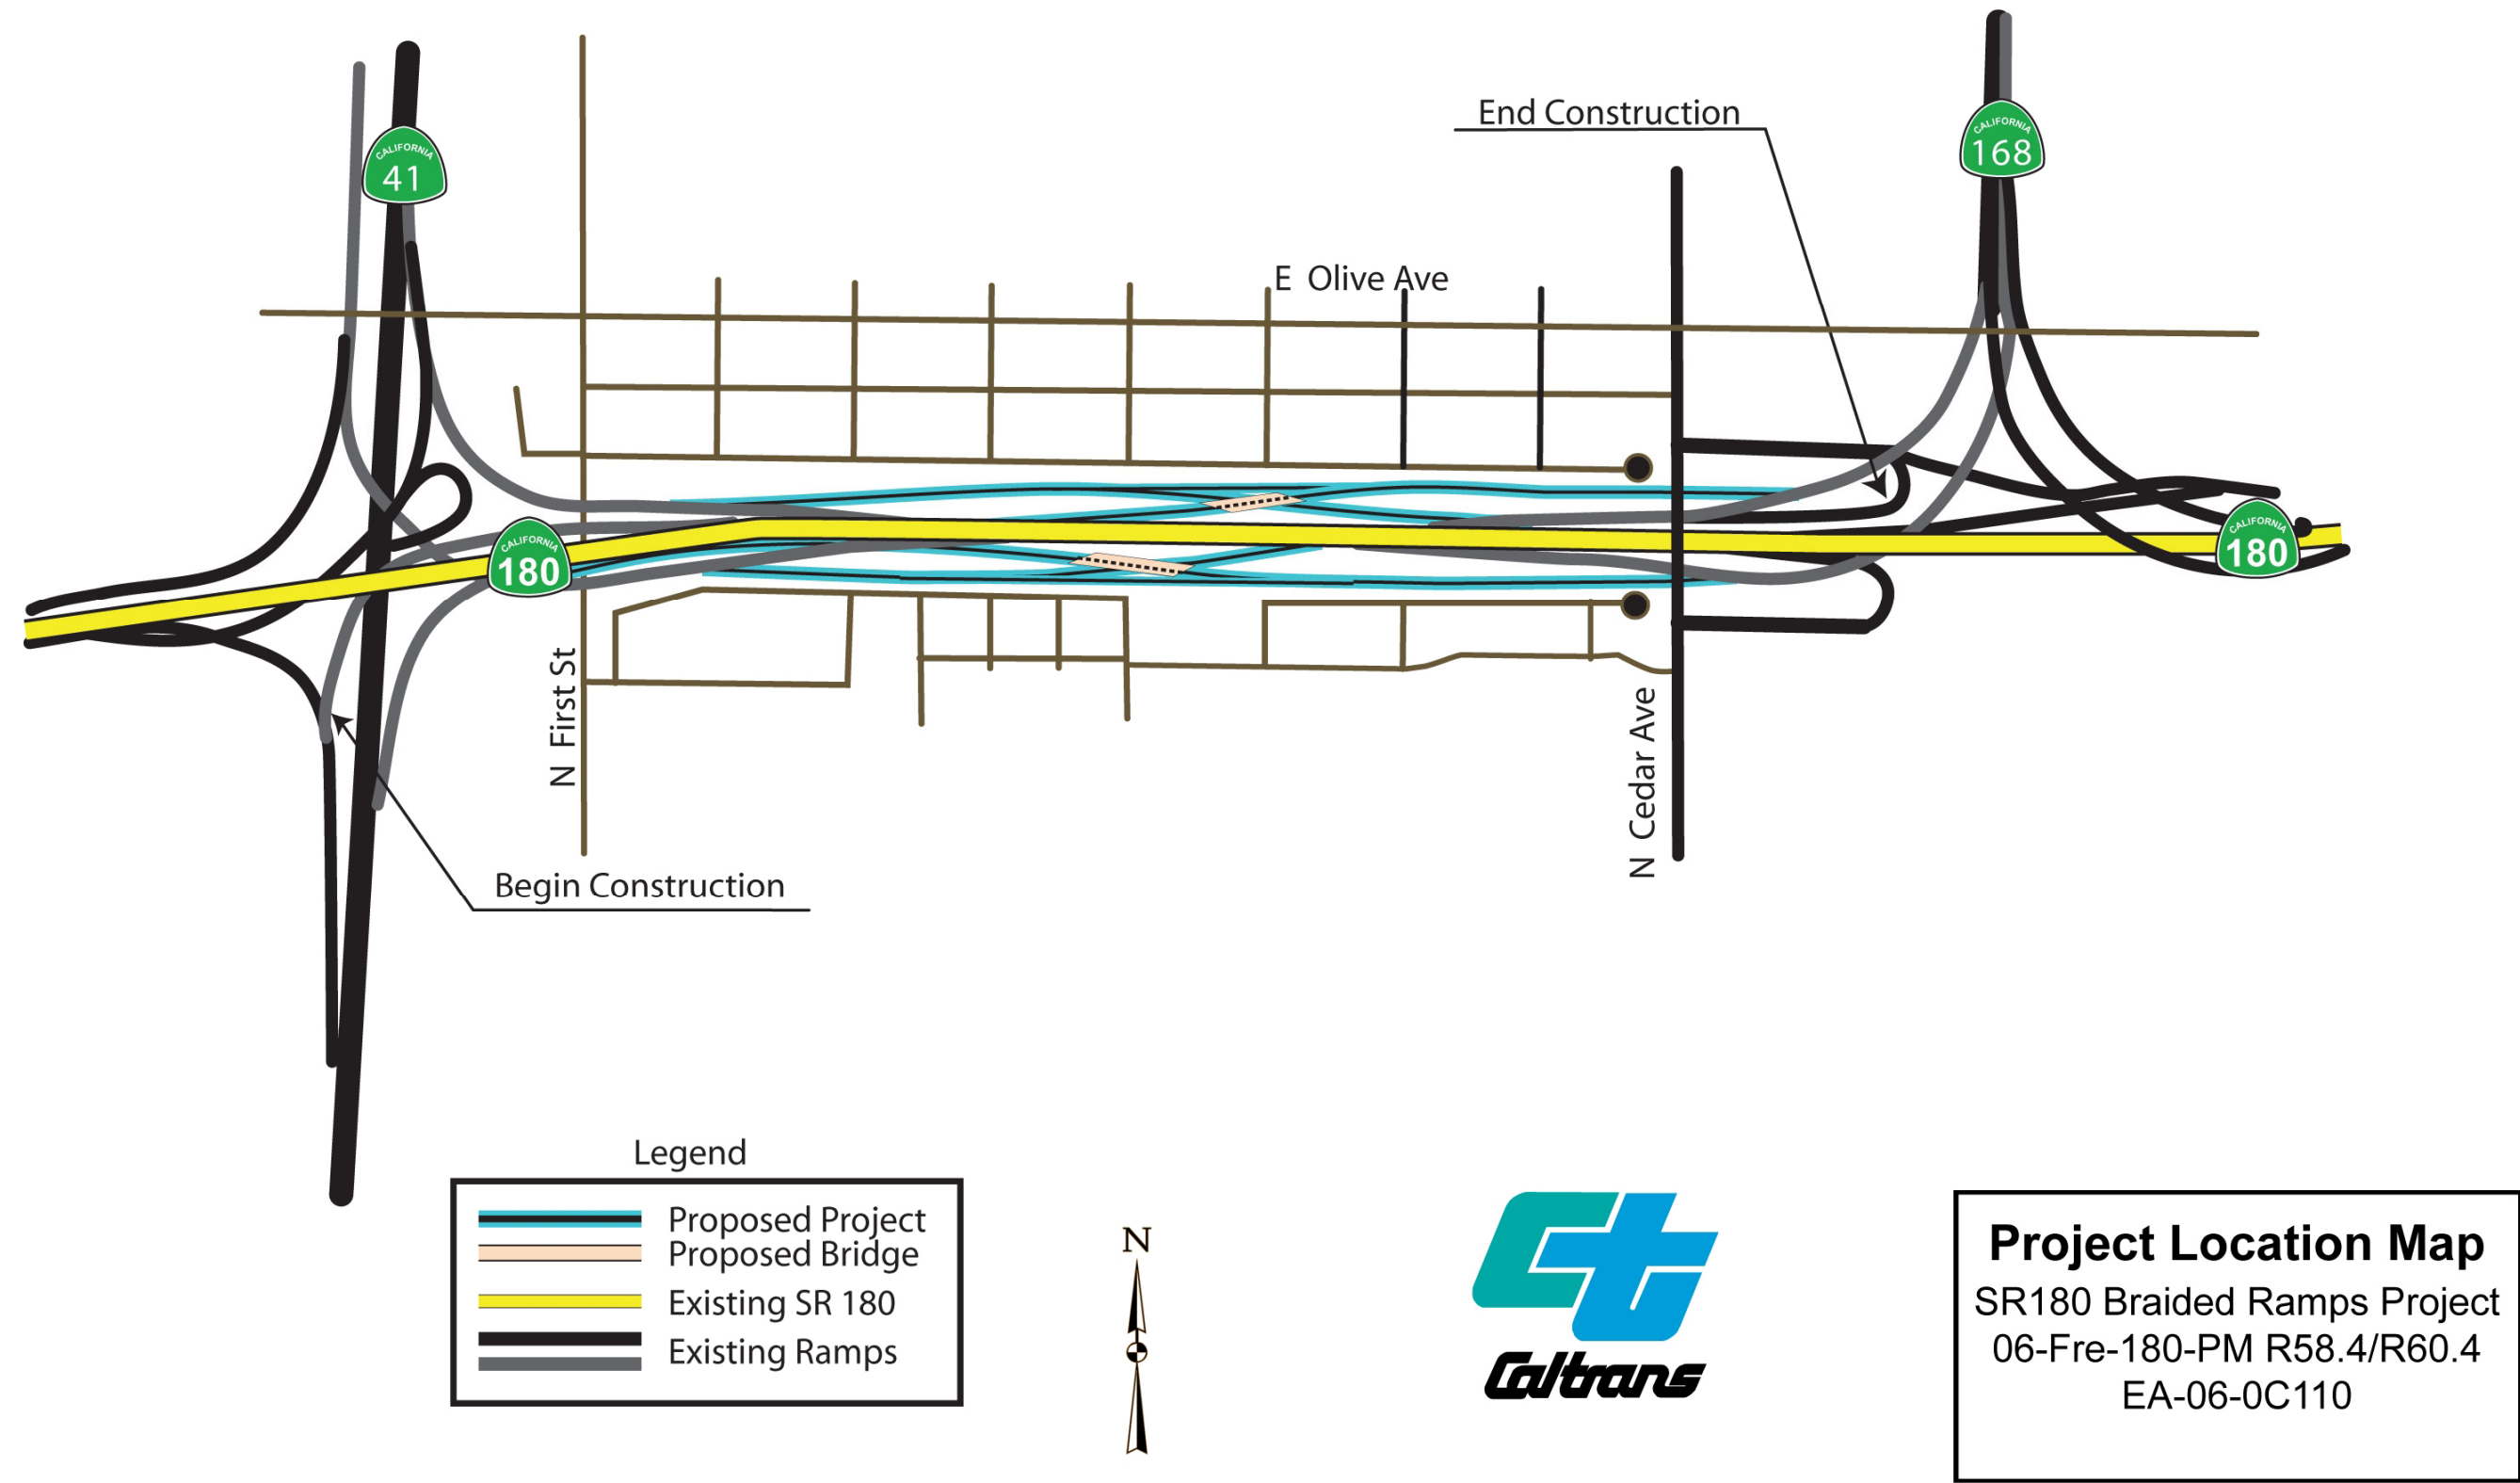 End Construction
CALIFORNIA
41
CALIFORNIA
168
E Olive Ave
CALIFORNIA
180
CALIFORNIA
180
N First St
N Cedar Ave
Begin Construction
Legend
Proposed Project
Proposed Bridge
Existing SR 180
Existing Ramps
N
Ct
Caltrans
Project Location Map
SR180 Braided Ramps Project
06-Fre-180-PM R58.4/R60.4
EA-06-0C110